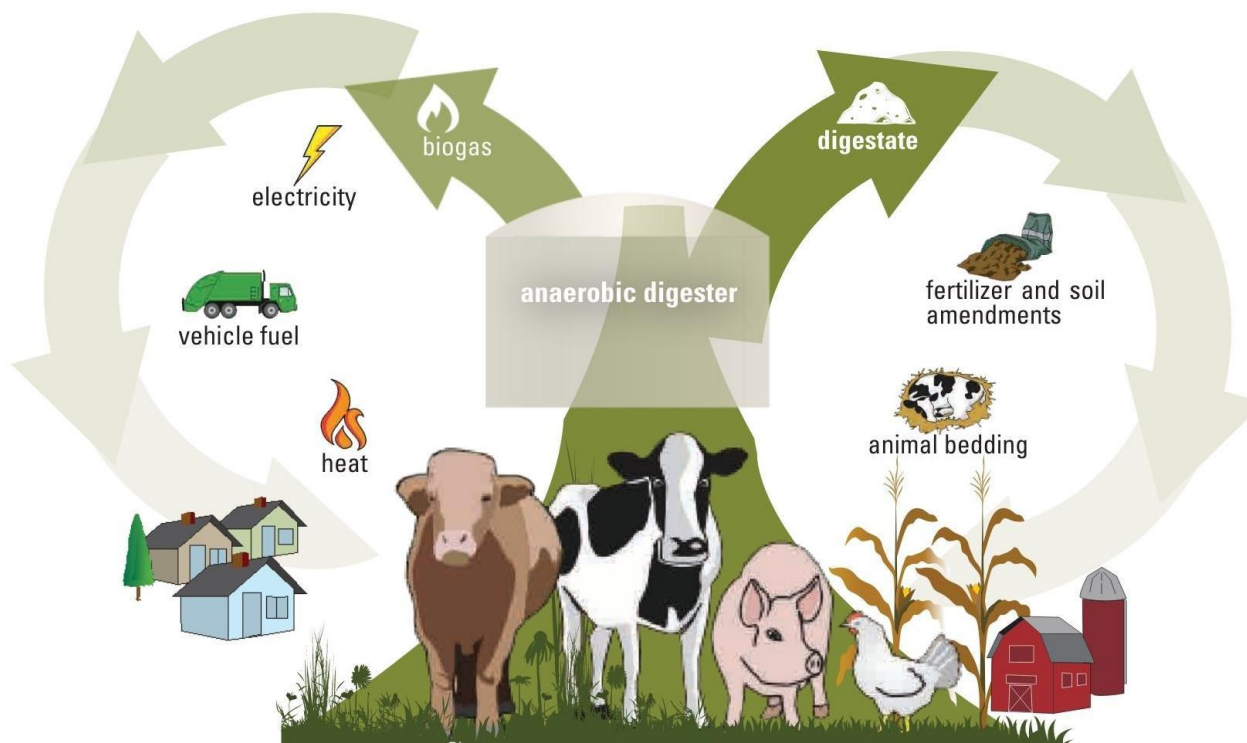 biogas
electricity
vehicle fuel
heat
anaerobic digester
digestate
fertilizer and soil
amendments
animal bedding